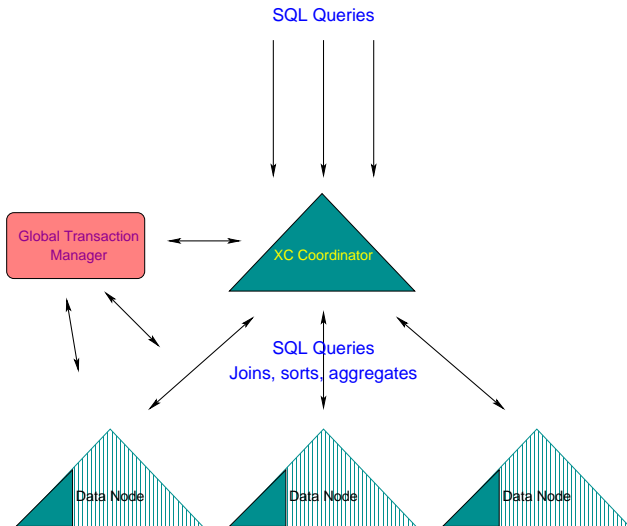 SQL Queries
Global Transaction
Manager
XC Coordinator
SQL Queries
Joins, sorts, aggregates
Data Node
Data Node
Data Node